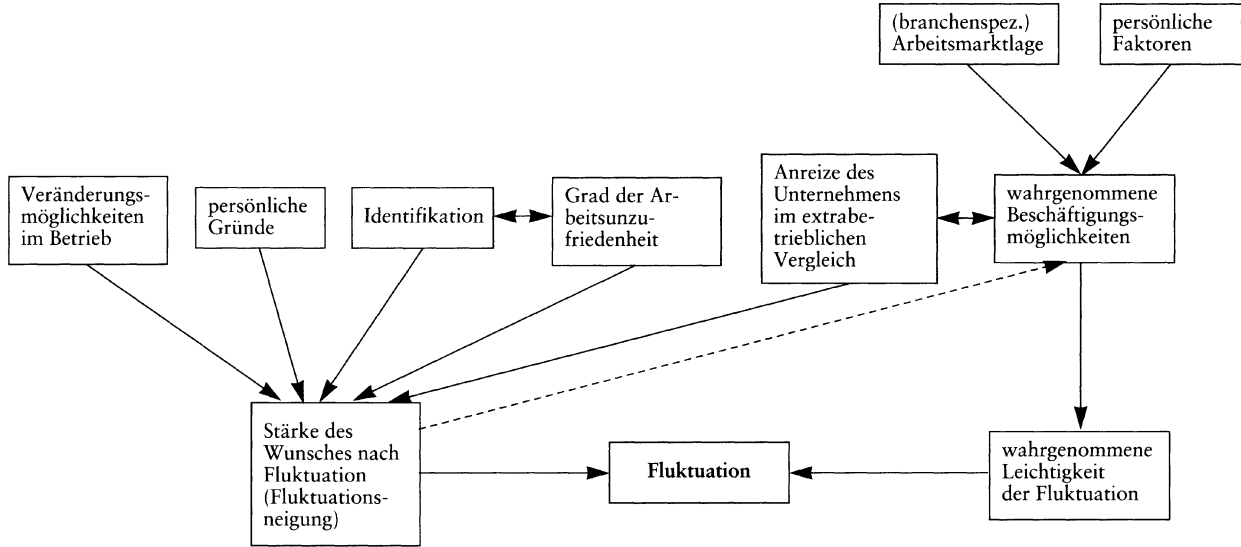 (branchenspez.)
Arbeitsmarktlage
persönliche
Faktoren
Veränderungs-
möglichkeiten
im Betrieb
persönliche
Gründe
Identifikation
Grad der Ar-
beitsunzu-
friedenheit
Anreize des
Unternehmens
im extrabe-
trieblichen
Vergleich
wahrgenommene
Beschäftigungs-
möglichkeiten
Stärke des
Wunsches nach
Fluktuation
(Fluktuations-
neigung)
Fluktuation
wahrgenommene
Leichtigkeit
der Fluktuation